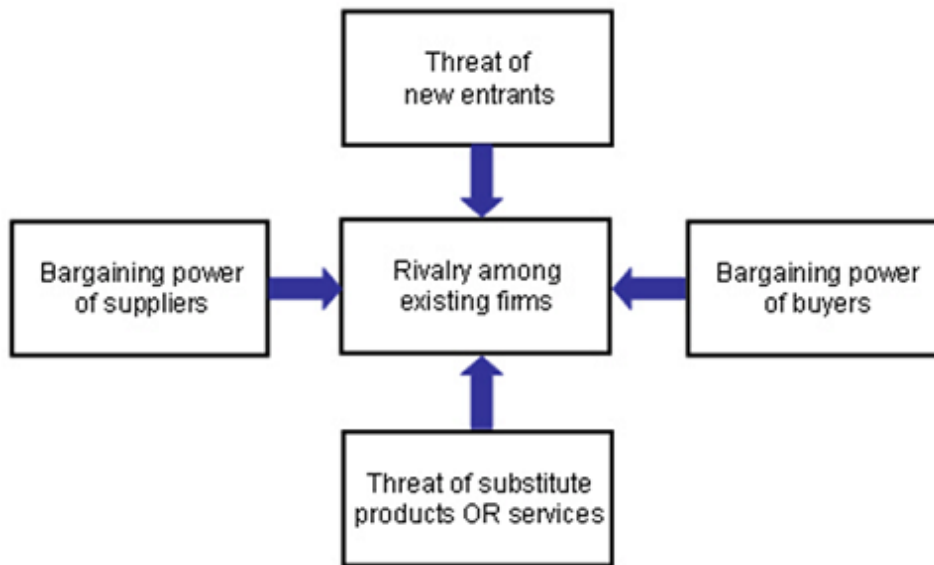 Threat of
new entrants
Bargaining power
of suppliers
Rivalry among
existing firms
Bargaining power
of buyers
Threat of substitute
products OR services